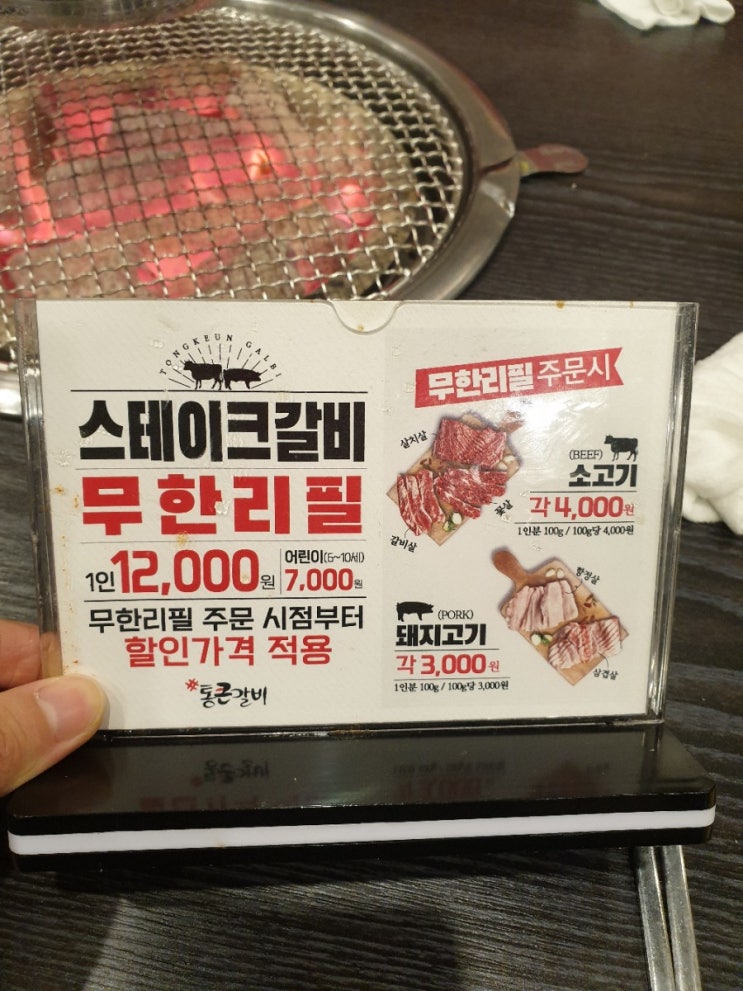 TONGKEUN GALBI
스테이크갈비
무한리필
1인 12,000원
어린이(5~10세)
7,000원
무한리필 주문 시점부터
할인가격 적용
통큰갈비
무한리필 주문시
살치살
꽃살
갈비살
(BEEF)
소고기
각 4,000원
1인분 100g / 100g당 4,000원
항정살
삼겹살
(PORK)
돼지고기
각 3,000원
1인분 100g / 100g당 3,000원